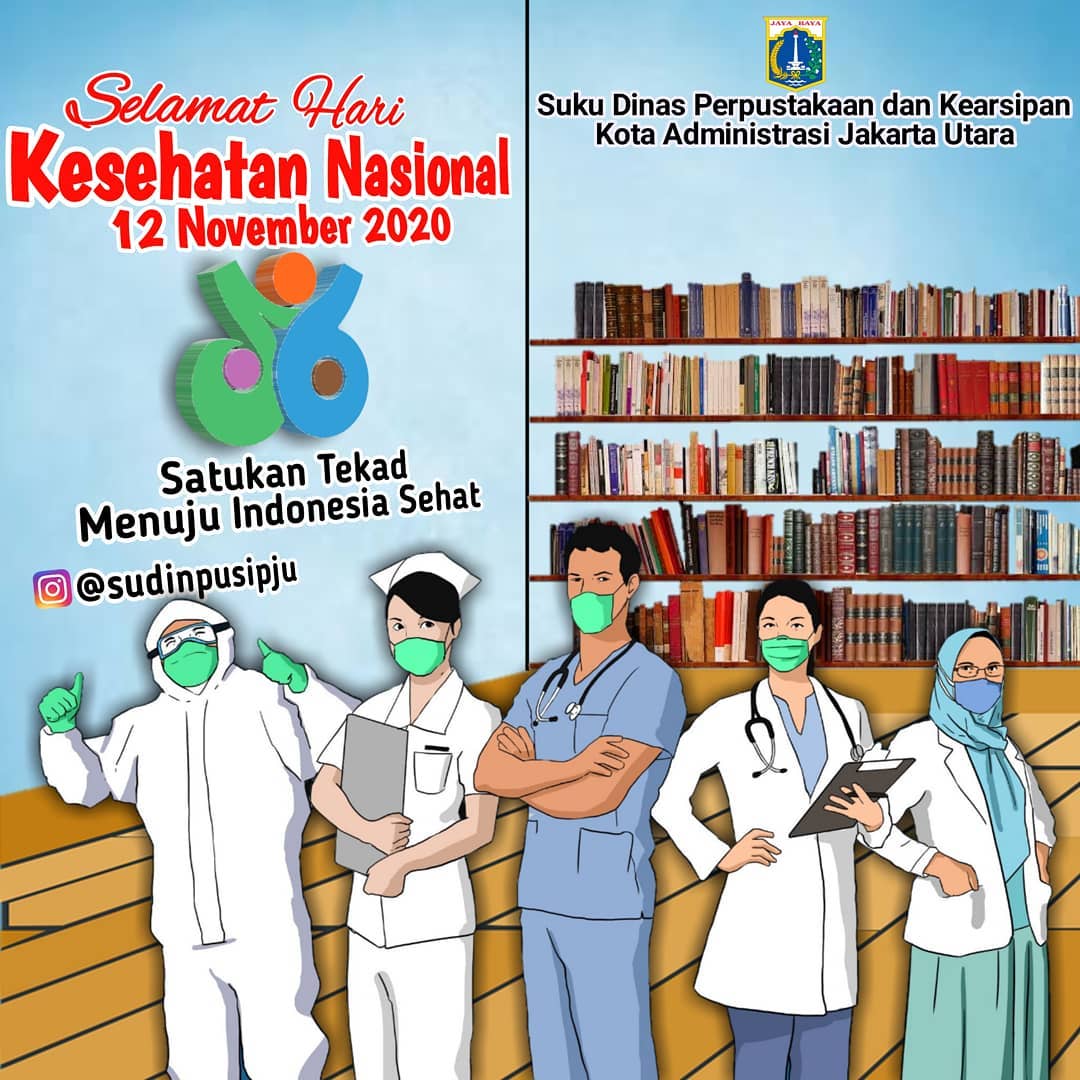 Selamat Hari
Kesehatan Nasional
12 November 2020
56
Satukan Tekad
Menuju Indonesia Sehat
@sudinpusipju
JAYA RAYA
Suku Dinas Perpustakaan dan Kearsipan
Kota Administrasi Jakarta Utara